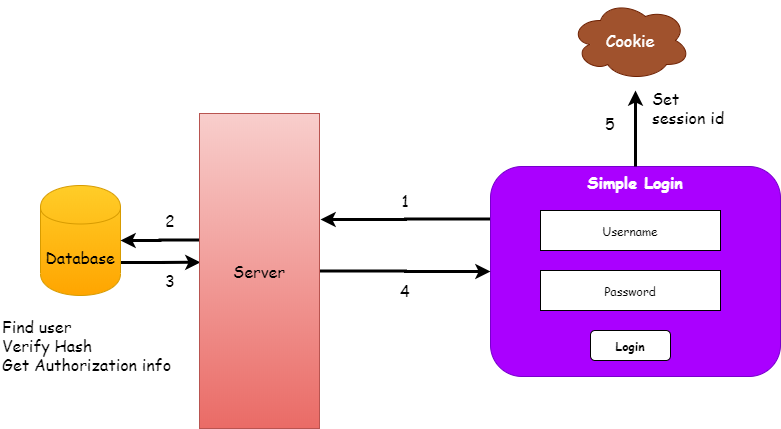 Cookie
Set
session id
5
Simple Login
1
Username
2
Database
Server
3
Password
4
Find user
Verify Hash
Get Authorization info
Login